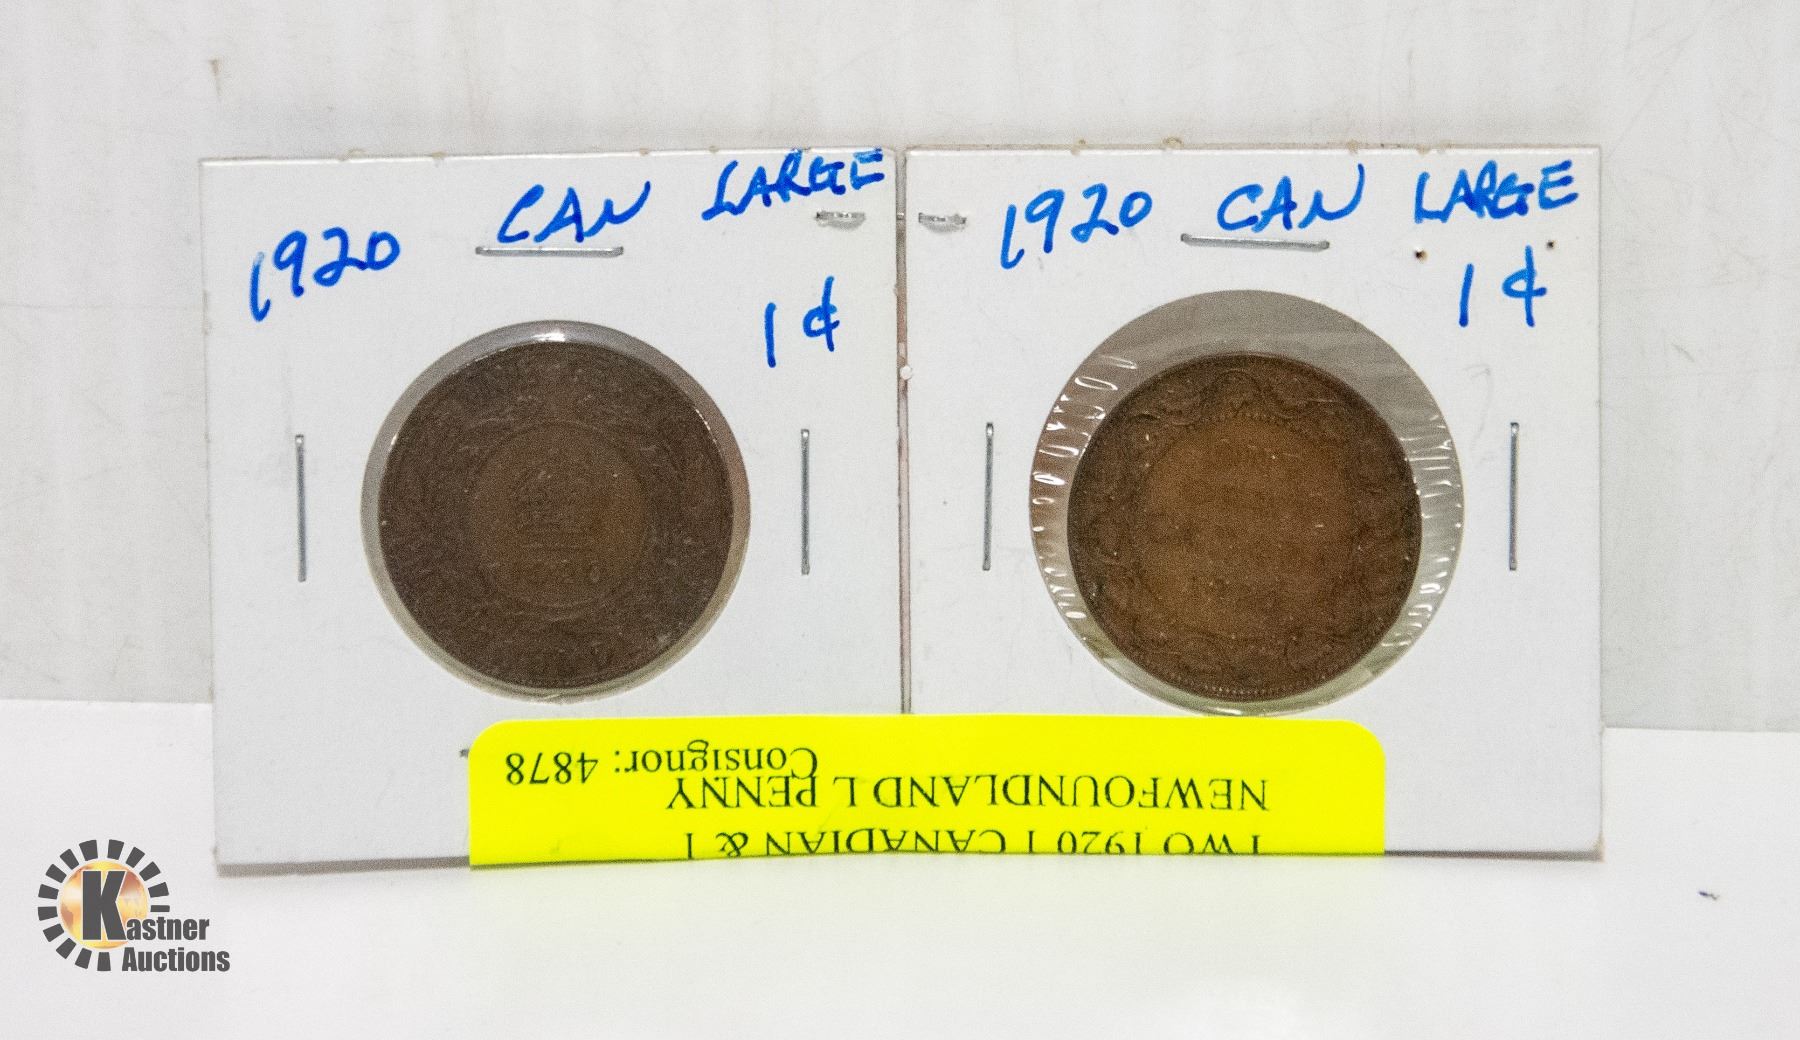 1920 CAN LARGE
1¢
1920 CAN LARGE
1¢
TWO 1920 1 CANADIAN & 1
NEWFOUNDLAND L PENNY
Consignor: 4878
Kastner
Auctions